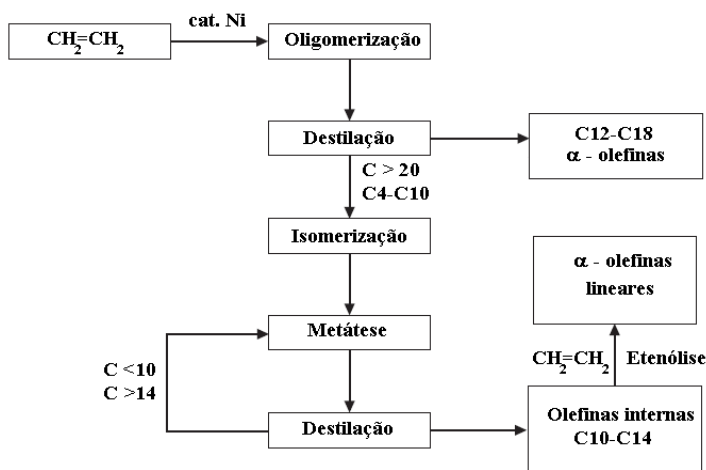 cat. Ni
CH2=CH2
Oligomerização
Destilação
C12-C18
α - olefinas
C > 20
C4-C10
Isomerização
α - olefinas
lineares
Metátese
CH2=CH2 Etenólise
C <10
C >14
Destilação
Olefinas internas
C10-C14